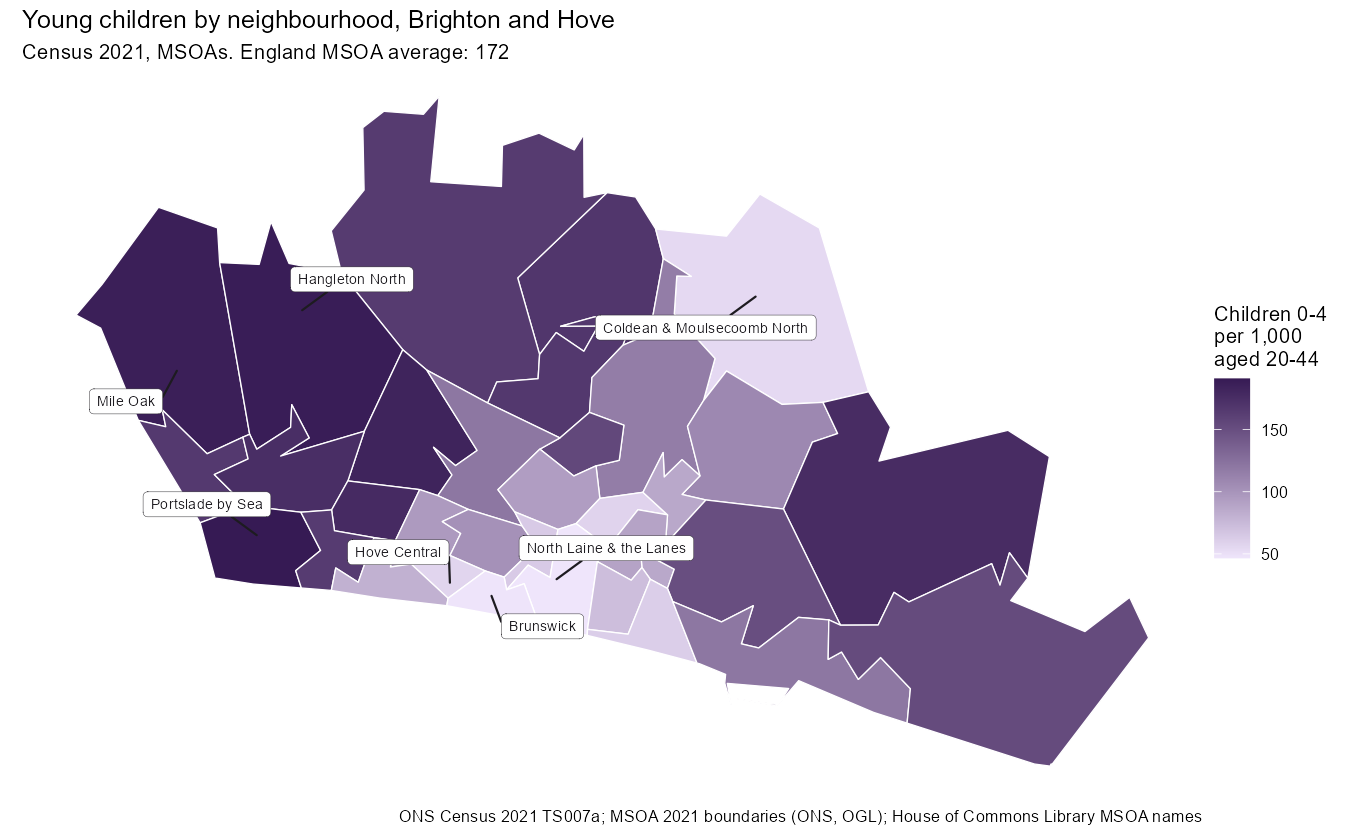 Young children by neighbourhood, Brighton and Hove
Census 2021, MSOAs. England MSOA average: 172
Hangleton North
Coldean & Moulsecoomb North
Mile Oak
Portslade by Sea
Hove Central
North Laine & the Lanes
Brunswick
Children 0-4
per 1,000
aged 20-44
150
100
50
ONS Census 2021 TS007a; MSOA 2021 boundaries (ONS, OGL); House of Commons Library MSOA names